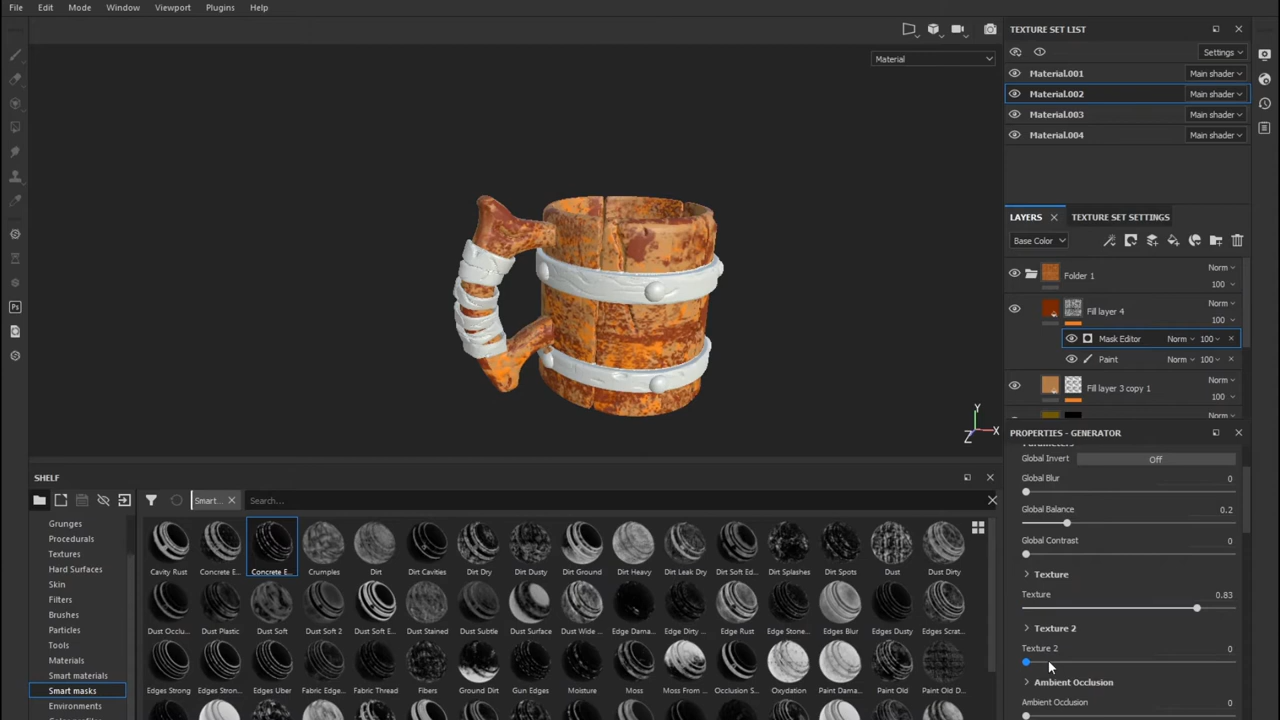 File Edit Mode Window Viewport Plugins Help
TEXTURE SET LIST
Settings
Material
Material.001 Main shader
Material.002 Main shader
Material.003 Main shader
Material.004 Main shader
LAYERS TEXTURE SET SETTINGS
Base Color
Folder 1 Norm 100
Fill layer 4 Norm 100
Mask Editor Norm 100
Paint Norm 100
Fill layer 3 copy 1 Norm 100
Ps
Y
X
Z
PROPERTIES - GENERATOR
Parameters
Global Invert Off
Global Blur 0
Global Balance 0.2
Global Contrast 0
Texture
Texture 0.83
Texture 2
Texture 2 0
Ambient Occlusion
Ambient Occlusion 0
SHELF
Smart... Search...
Grunges
Procedurals
Textures
Hard Surfaces
Skin
Filters
Brushes
Particles
Tools
Materials
Smart materials
Smart masks
Environments
Color profiles
Cavity Rust Concrete E... Concrete E... Crumples Dirt Dirt Cavities Dirt Dry Dirt Dusty Dirt Ground Dirt Heavy Dirt Leak Dry Dirt Soft Ed... Dirt Splashes Dirt Spots Dust Dust Dirty
Dust Occlu... Dust Plastic Dust Soft Dust Soft 2 Dust Soft E... Dust Stained Dust Subtle Dust Surface Dust Wide ... Edge Dama... Edge Dirty ... Edge Rust Edge Stone... Edges Blur Edges Dusty Edges Scrat...
Edges Strong Edges Stron... Edges Uber Fabric Edge... Fabric Thread Fibers Ground Dirt Gun Edges Moisture Moss Moss From ... Occlusion S... Oxydation Paint Dama... Paint Old Paint Old D...